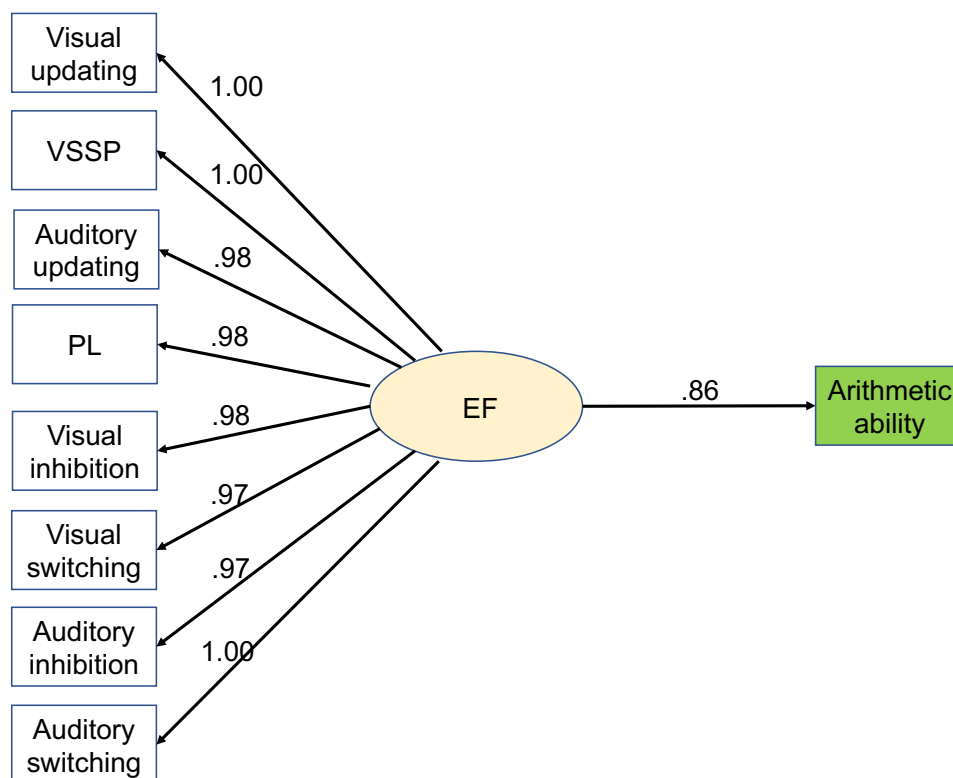 Visual
updating
1.00
VSSP
1.00
Auditory
updating
.98
PL
.98
Visual
inhibition
.98
Visual
switching
.97
Auditory
inhibition
.97
Auditory
switching
1.00
EF
.86
Arithmetic
ability